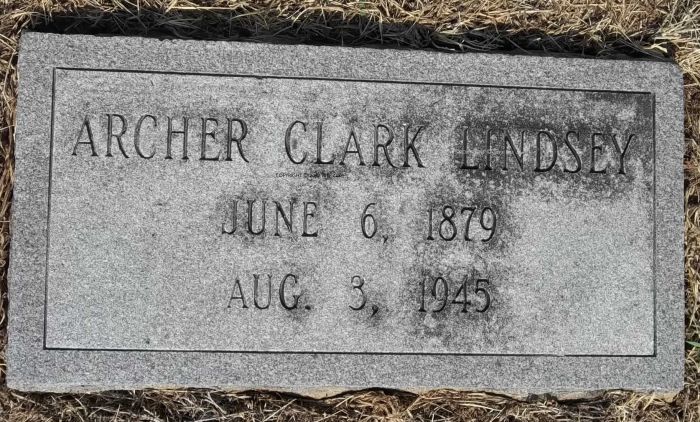 ARCHER CLARK LINDSEY
JUNE 6, 1879
AUG. 3, 1945